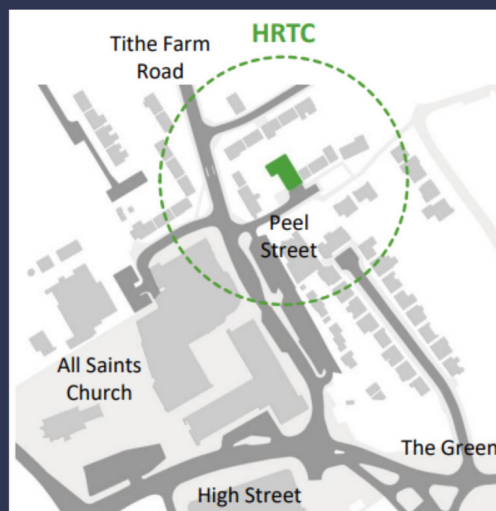 HRTC
Tithe Farm
Road
Peel
Street
All Saints
Church
The Green
High Street